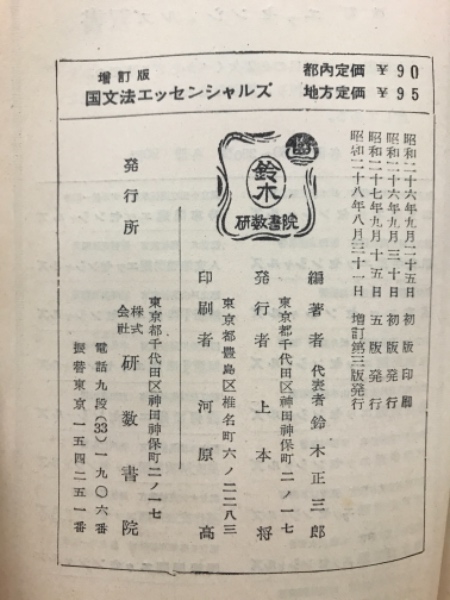 増訂版
国文法エッセンシャルズ
都内定価 ¥90
地方定価 ¥95
昭和二十六年九月二十五日 初版印刷
昭和二十六年九月三十日 初版発行
昭和二十七年九月十五日 五版発行
昭和二十八年八月三十一日 増訂第三版発行
鈴木
研数書院
編著者 代表者 鈴木正三郎
東京都千代田区神田神保町二ノ一七
発行者 上本将
東京都豊島区椎名町六ノ二二八三
印刷者 河原高
発行所
東京都千代田区神田神保町二ノ一七
株式会社 研数書院
電話九段(33)一九〇六番
振替東京一五四二五一番